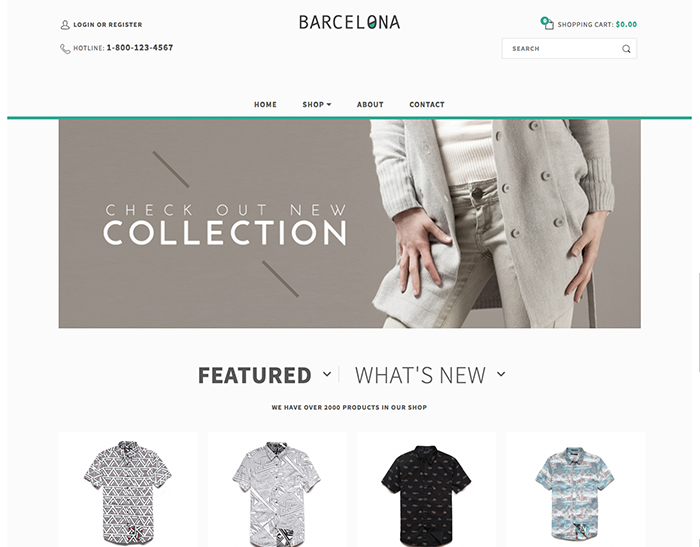 LOGIN OR REGISTER
BARCELONA
0 SHOPPING CART: $0.00
HOTLINE: 1-800-123-4567
SEARCH
HOME SHOP ABOUT CONTACT
CHECK OUT NEW
COLLECTION
FEATURED WHAT'S NEW
WE HAVE OVER 2000 PRODUCTS IN OUR SHOP